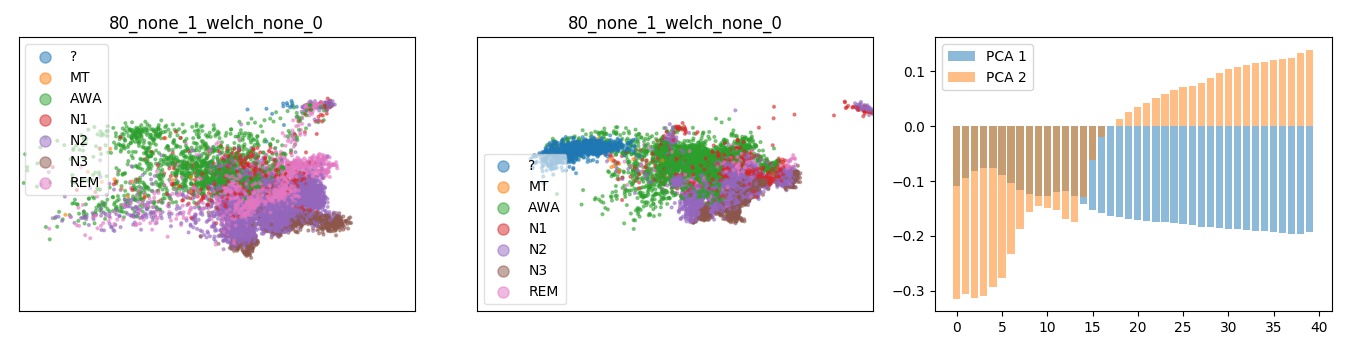 80_none_1_welch_none_0
?
MT
AWA
N1
N2
N3
REM
80_none_1_welch_none_0
?
MT
AWA
N1
N2
N3
REM
PCA 1
PCA 2
0.1
0.0
−0.1
−0.2
−0.3
0 5 10 15 20 25 30 35 40